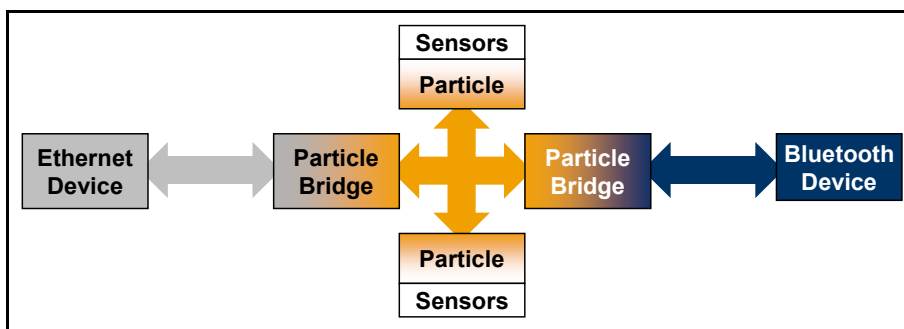 Sensors
Particle
Ethernet
Device
Particle
Bridge
Particle
Bridge
Bluetooth
Device
Particle
Sensors